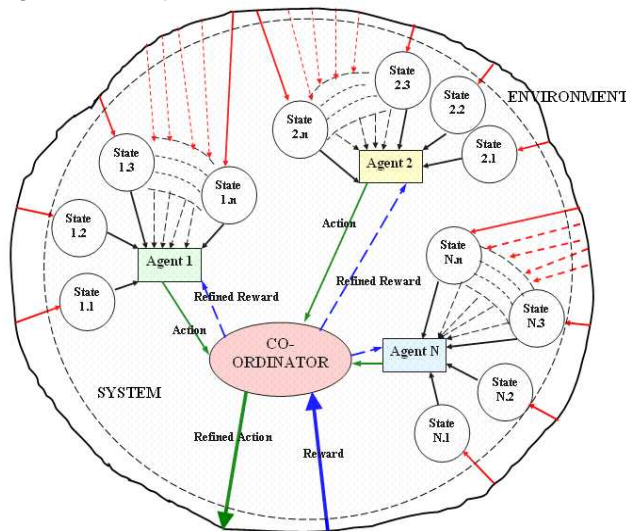 State
2.3
State
2.n
State
2.2
ENVIRONMENT
State
2.1
State
1.3
Agent 2
State
1.n
State
1.2
Action
State
N.n
Agent 1
Refined Reward
State
1.1
Refined Reward
State
N.3
Action
CO-
ORDINATOR
Agent N
SYSTEM
State
N.2
State
N.1
Refined Action
Reward